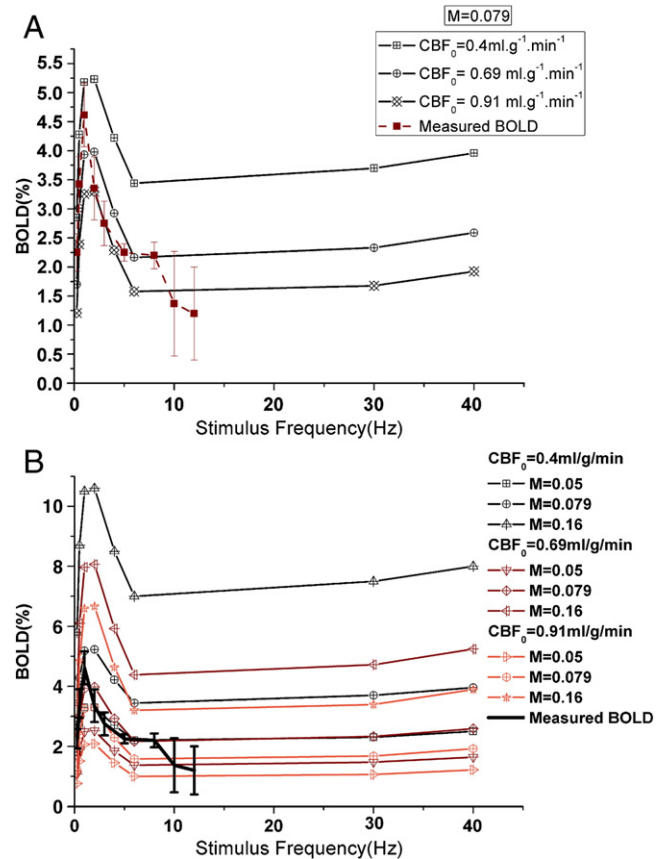 A
M=0.079
CBF₀=0.4ml.g⁻¹.min⁻¹
CBF₀= 0.69 ml.g⁻¹.min⁻¹
CBF₀= 0.91 ml.g⁻¹.min⁻¹
Measured BOLD
BOLD(%)
5.5
5.0
4.5
4.0
3.5
3.0
2.5
2.0
1.5
1.0
0.5
0.0
0 10 20 30 40
Stimulus Frequency(Hz)
B
CBF₀=0.4ml/g/min
M=0.05
M=0.079
M=0.16
CBF₀=0.69ml/g/min
M=0.05
M=0.079
M=0.16
CBF₀=0.91ml/g/min
M=0.05
M=0.079
M=0.16
Measured BOLD
BOLD(%)
10
8
6
4
2
0
0 10 20 30 40
Stimulus Frequency(Hz)